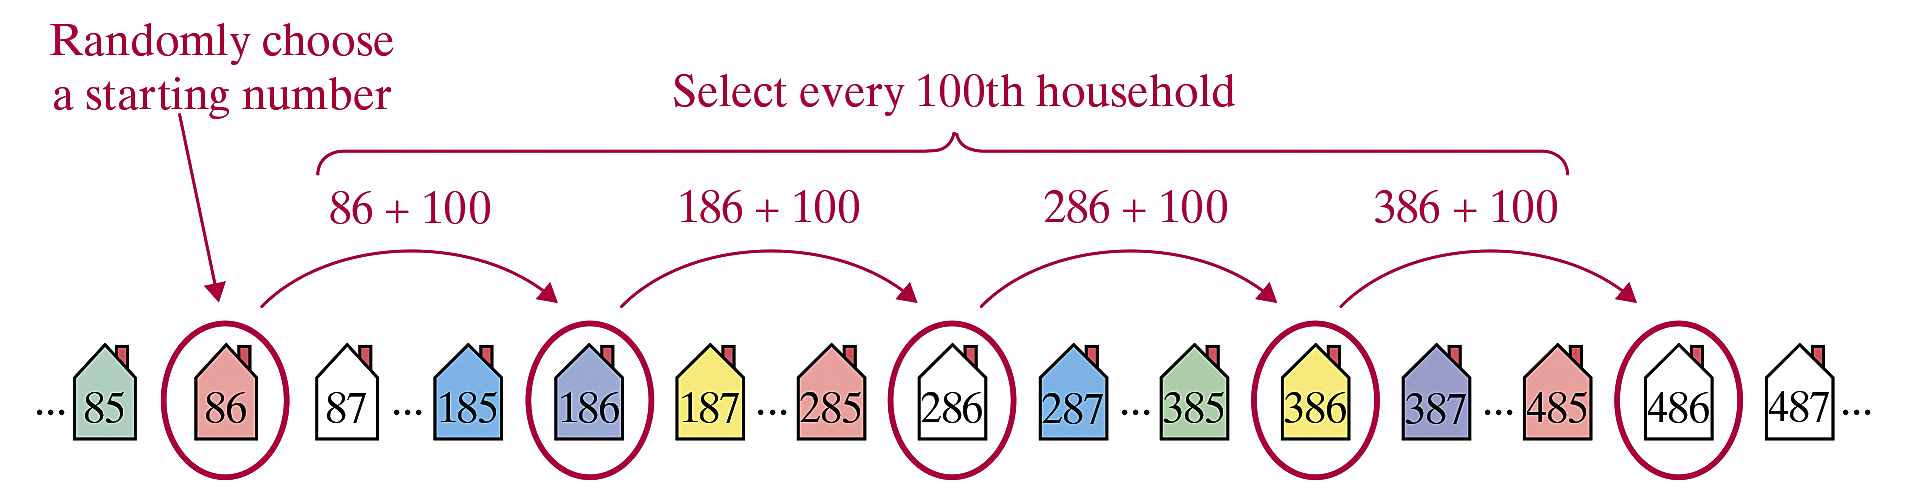 Randomly choose
a starting number
Select every 100th household
86 + 100 186 + 100 286 + 100 386 + 100
... 85 86 87 ... 185 186 187 ... 285 286 287 ... 385 386 387 ... 485 486 487 ...